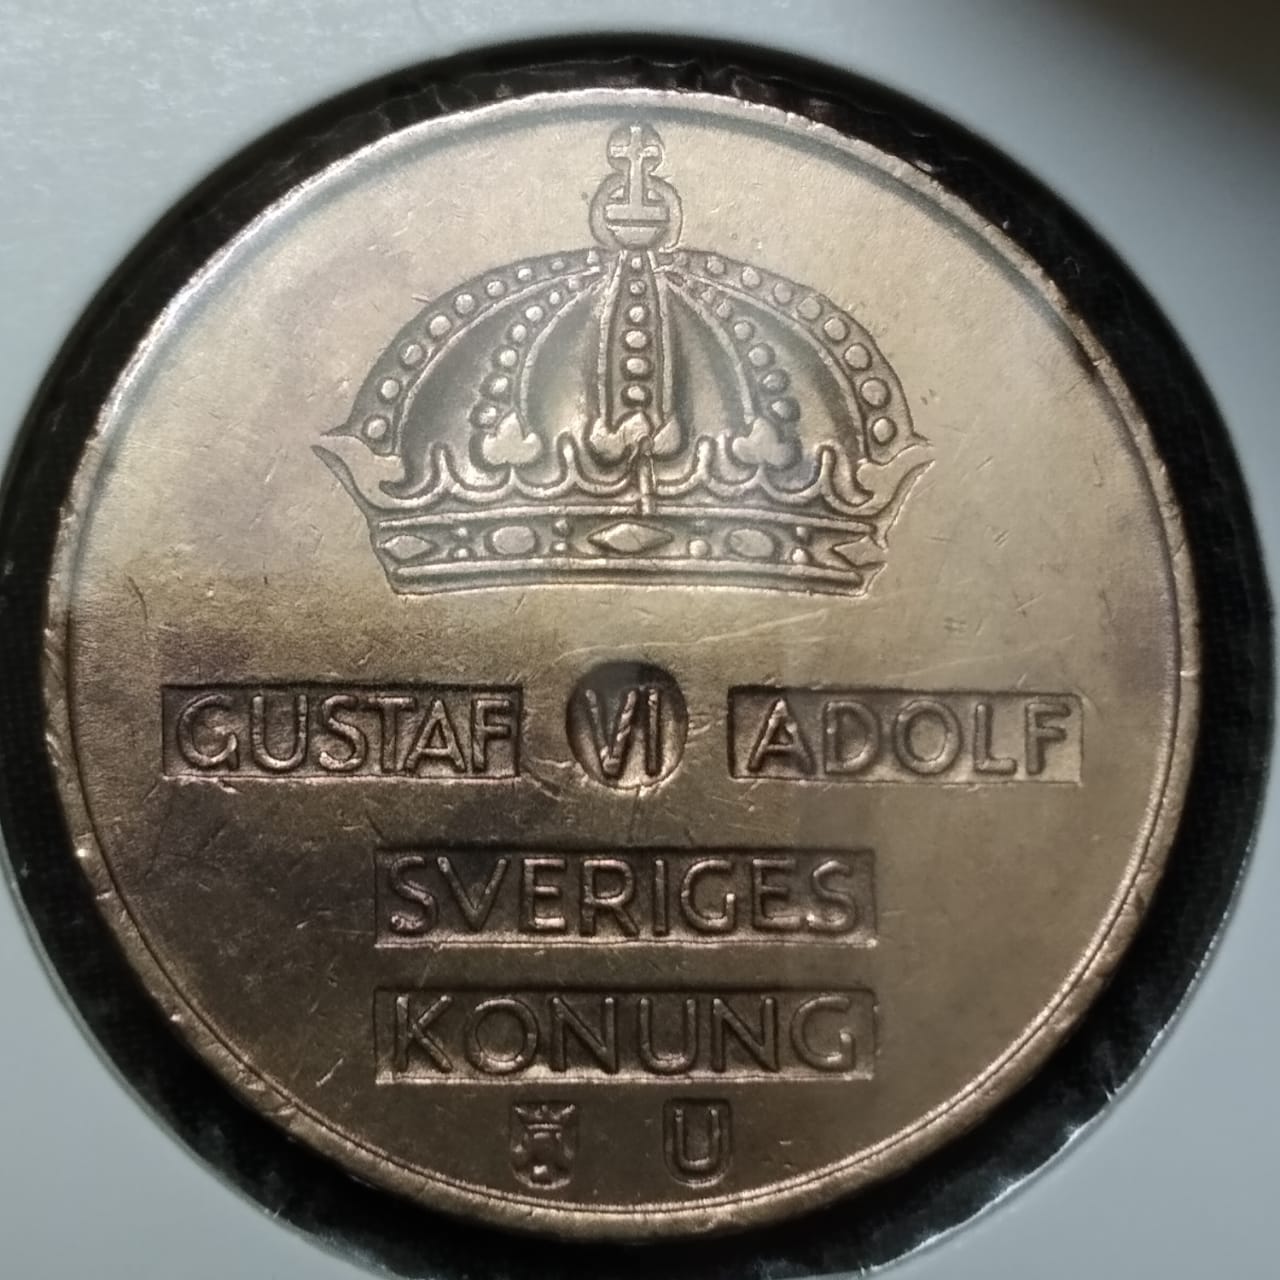 GUSTAF VI ADOLF
SVERIGES
KONUNG
U